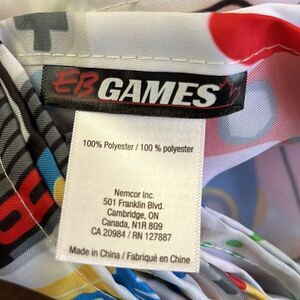 EB GAMES
100% Polyester / 100 % polyester
Nemcor Inc.
501 Franklin Blvd.
Cambridge, ON
Canada, N1R 8G9
CA 20984 / RN 127887
Made in China / Fabriqué en Chine